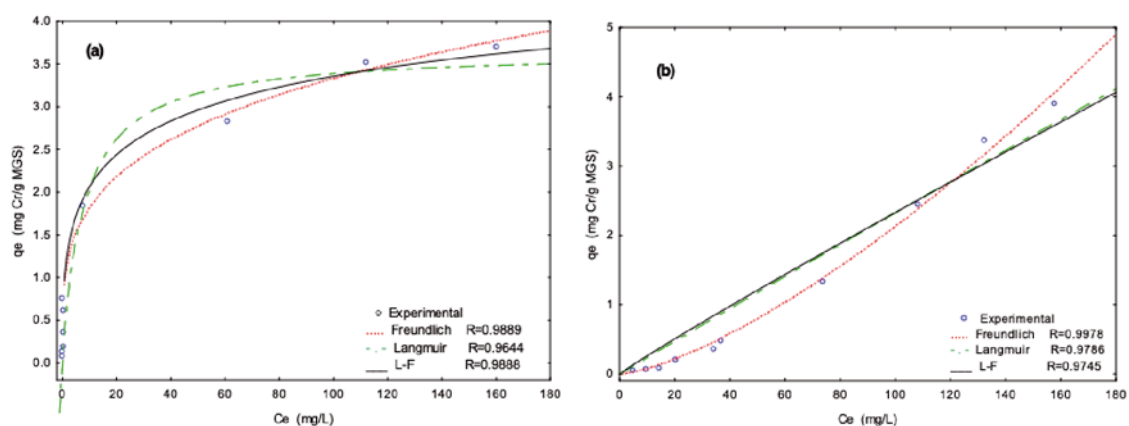 (a)
qe (mg Cr/g MGS)
4.0
3.5
3.0
2.5
2.0
1.5
1.0
0.5
0.0
Experimental
Freundlich R=0.9889
Langmuir R=0.9644
L-F R=0.9886
0 20 40 60 80 100 120 140 160 180
Ce (mg/L)
(b)
qe (mg Cr/g MGS)
5
4
3
2
1
0
Experimental
Freundlich R=0.9978
Langmuir R=0.9786
L-F R=0.9745
0 20 40 60 80 100 120 140 160 180
Ce (mg/L)